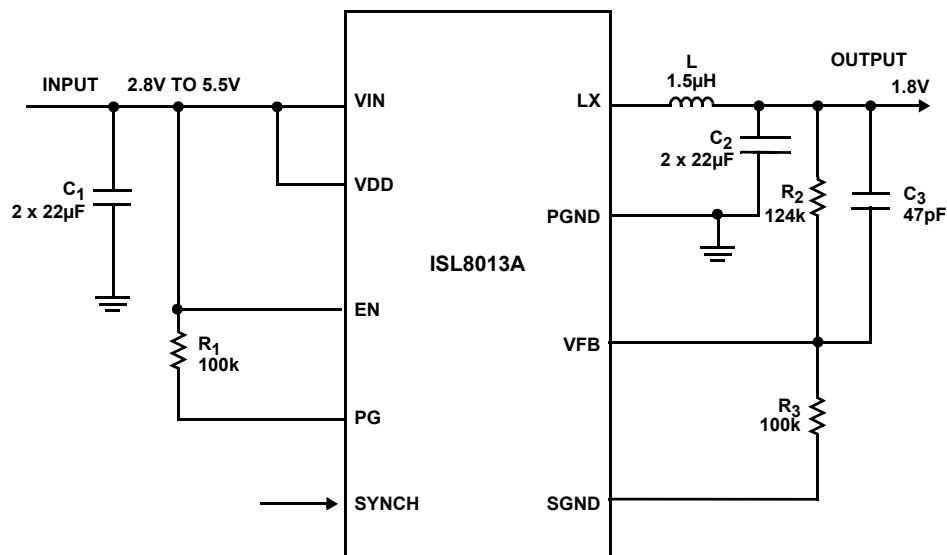 INPUT 2.8V TO 5.5V
C1
2 x 22µF
R1
100k
VIN
VDD
EN
PG
SYNCH
ISL8013A
LX
PGND
VFB
SGND
L
1.5µH
OUTPUT
1.8V
C2
2 x 22µF
R2
124k
C3
47pF
R3
100k